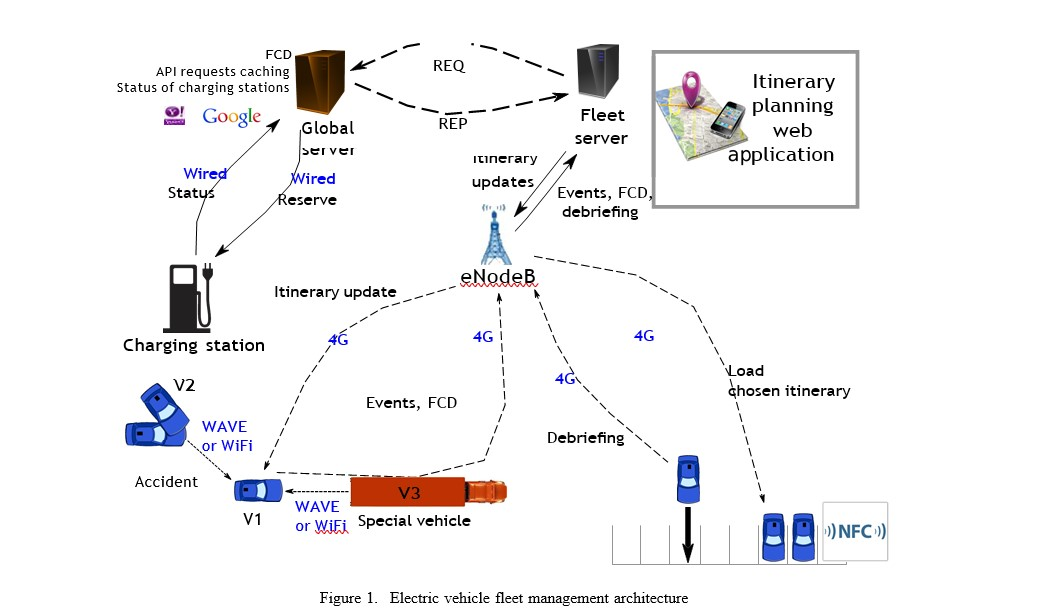 FCD
API requests caching
Status of charging stations
Y!
YAHOO!
Google
Global
server
REQ
REP
Fleet
server
Itinerary
planning
web
application
Wired
Status
Wired
Reserve
Itinerary
updates
Events, FCD,
debriefing
eNodeB
Charging station
Itinerary update
4G
4G
4G
4G
Load
chosen itinerary
V2
WAVE
or WiFi
Events, FCD
Debriefing
Accident
V1
V3
WAVE
or WiFi
Special vehicle
NFC
Figure 1. Electric vehicle fleet management architecture